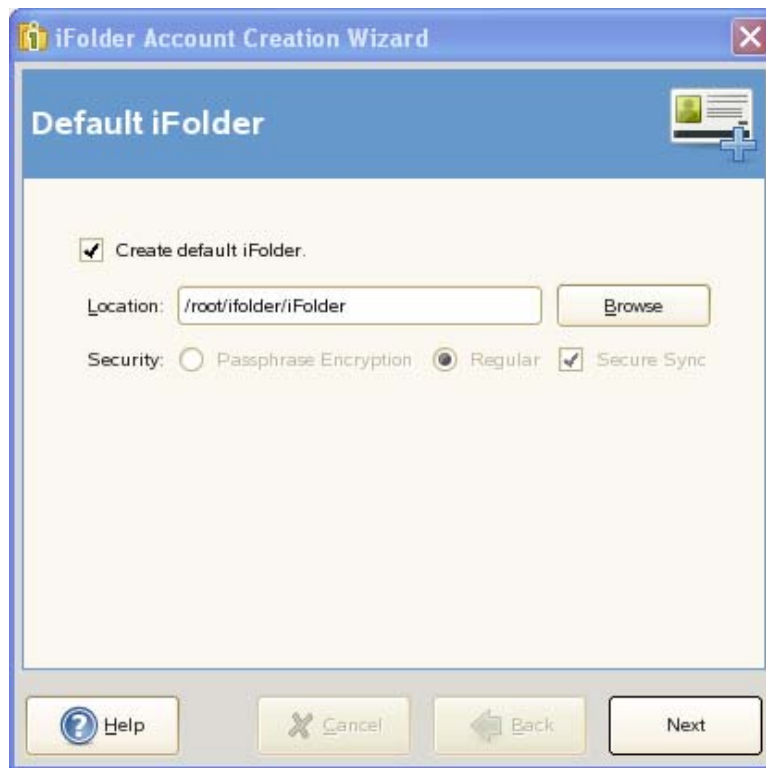 iFolder Account Creation Wizard
Default iFolder
Create default iFolder.
Location: /root/ifolder/iFolder Browse
Security: Passphrase Encryption Regular Secure Sync
Help Cancel Back Next